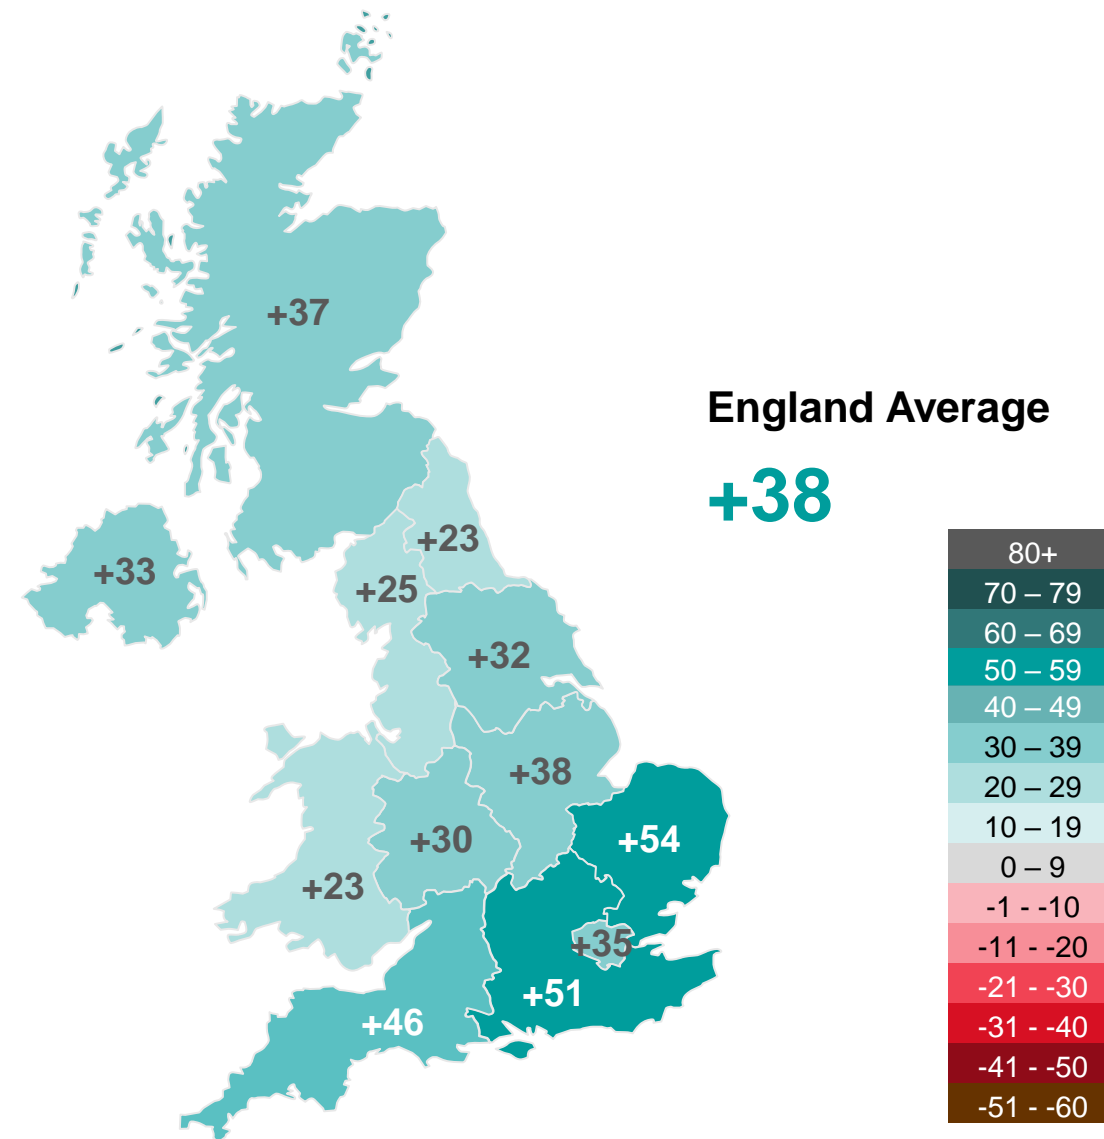 +37
England Average
+38
+23
+33
+25
+32
+38
+30
+54
+23
+35
+51
+46
80+
70 – 79
60 – 69
50 – 59
40 – 49
30 – 39
20 – 29
10 – 19
0 – 9
-1 - -10
-11 - -20
-21 - -30
-31 - -40
-41 - -50
-51 - -60